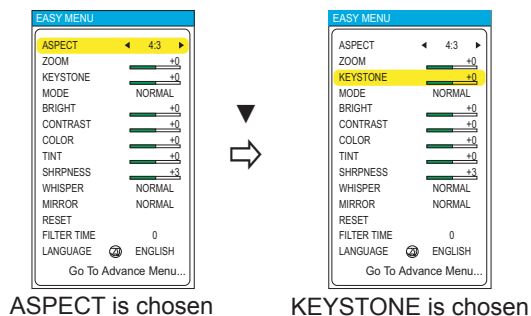 EASY MENU
ASPECT ◀ 4:3 ▶
ZOOM +0
KEYSTONE +0
MODE NORMAL
BRIGHT +0
CONTRAST +0
COLOR +0
TINT +0
SHRPNESS +3
WHISPER NORMAL
MIRROR NORMAL
RESET
FILTER TIME 0
LANGUAGE ENGLISH
Go To Advance Menu...
ASPECT is chosen
▼
EASY MENU
ASPECT ◀ 4:3 ▶
ZOOM +0
KEYSTONE +0
MODE NORMAL
BRIGHT +0
CONTRAST +0
COLOR +0
TINT +0
SHRPNESS +3
WHISPER NORMAL
MIRROR NORMAL
RESET
FILTER TIME 0
LANGUAGE ENGLISH
Go To Advance Menu...
KEYSTONE is chosen